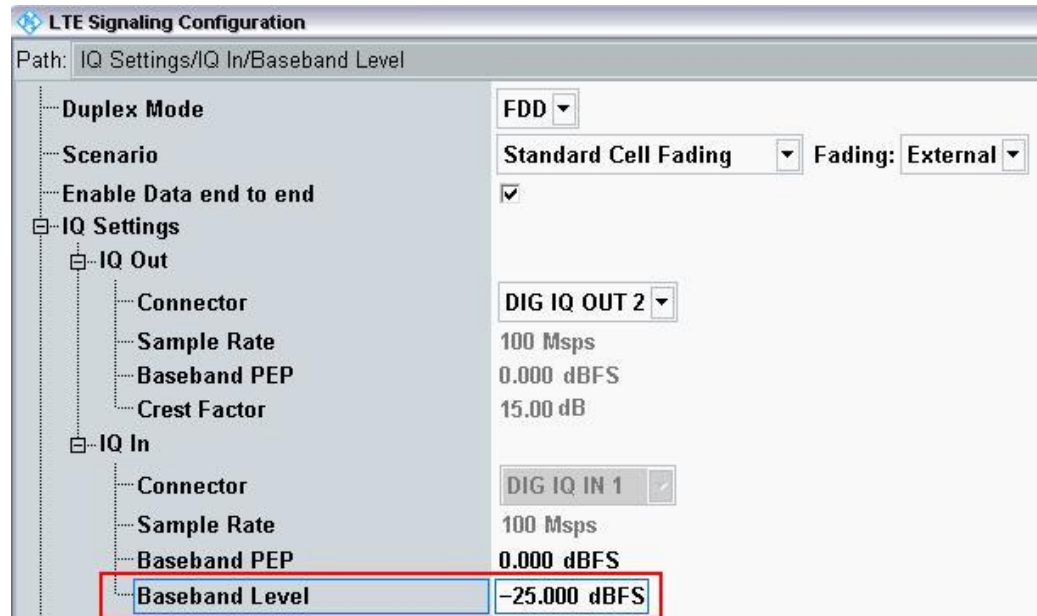 LTE Signaling Configuration
Path: IQ Settings/IQ In/Baseband Level
Duplex Mode FDD
Scenario Standard Cell Fading Fading: External
Enable Data end to end
IQ Settings
IQ Out
Connector DIG IQ OUT 2
Sample Rate 100 Msps
Baseband PEP 0.000 dBFS
Crest Factor 15.00 dB
IQ In
Connector DIG IQ IN 1
Sample Rate 100 Msps
Baseband PEP 0.000 dBFS
Baseband Level −25.000 dBFS